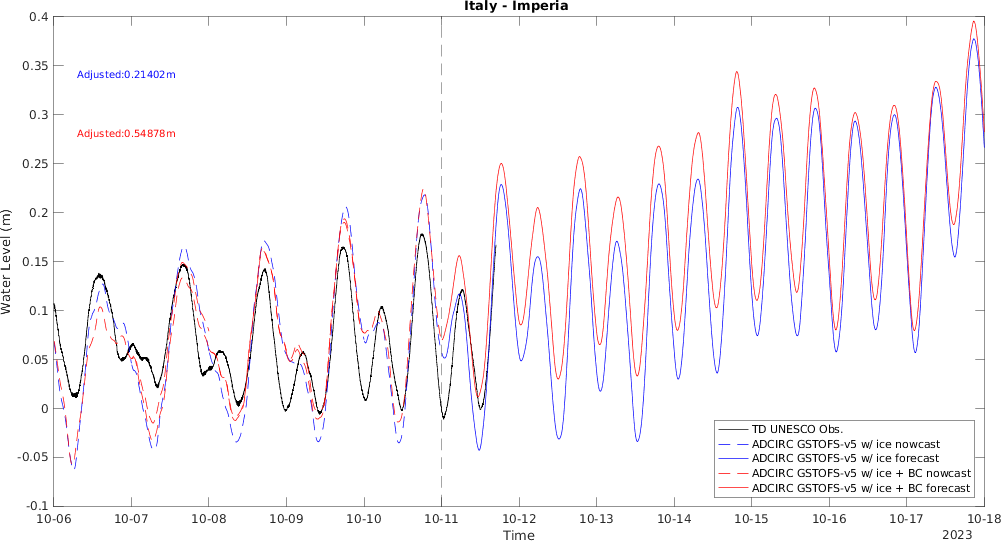 Italy - Imperia
Adjusted:0.21402m
Adjusted:0.54878m
Water Level (m)
0.4
0.35
0.3
0.25
0.2
0.15
0.1
0.05
0
-0.05
-0.1
TD UNESCO Obs.
ADCIRC GSTOFS-v5 w/ ice nowcast
ADCIRC GSTOFS-v5 w/ ice forecast
ADCIRC GSTOFS-v5 w/ ice + BC nowcast
ADCIRC GSTOFS-v5 w/ ice + BC forecast
10-06 10-07 10-08 10-09 10-10 10-11 10-12 10-13 10-14 10-15 10-16 10-17 10-18
Time
2023